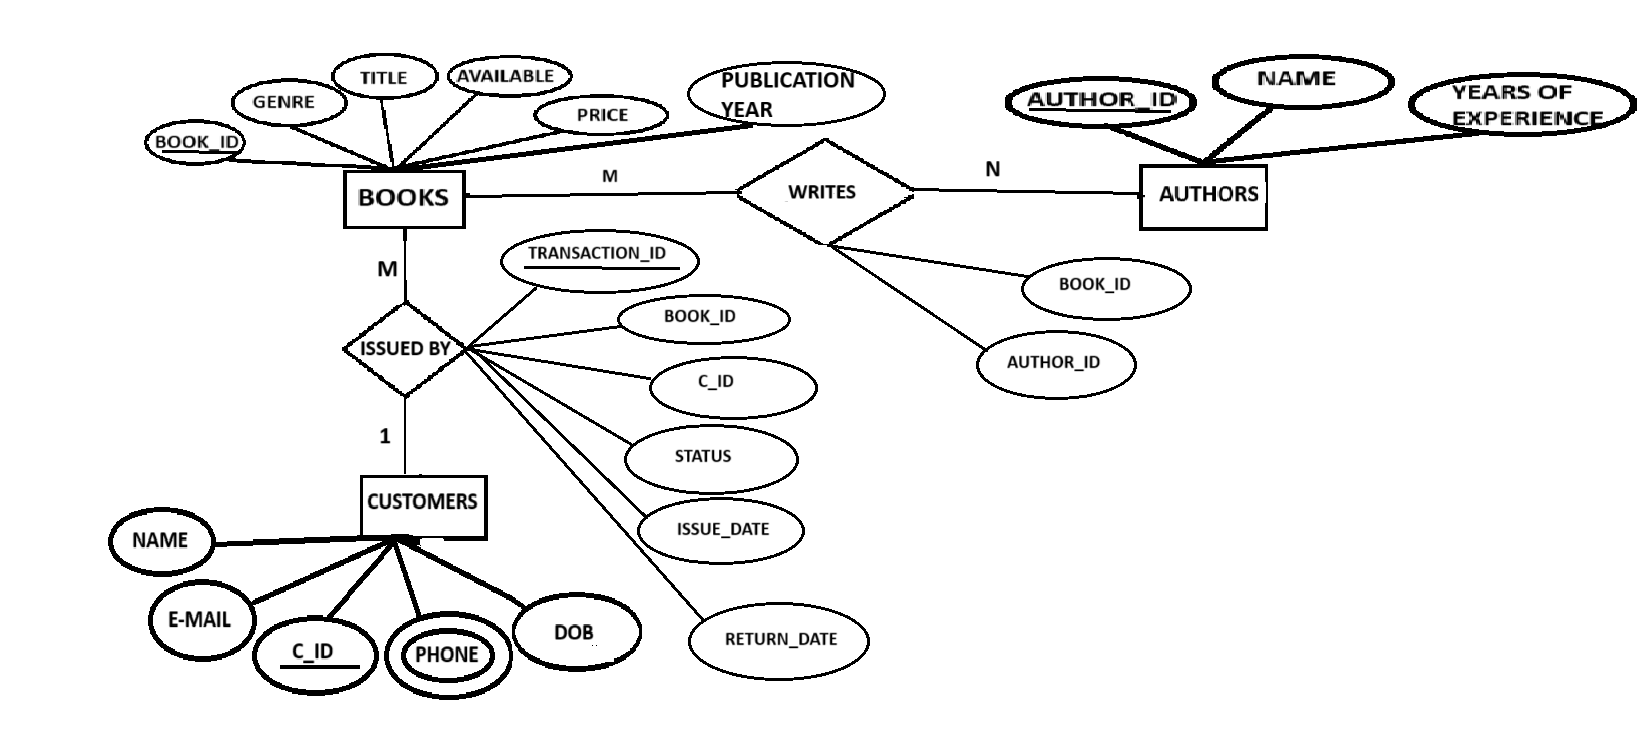 TITLE
AVAILABLE
GENRE
PRICE
BOOK_ID
PUBLICATION
YEAR
AUTHOR_ID
NAME
YEARS OF
EXPERIENCE
BOOKS
M
WRITES
N
AUTHORS
M
TRANSACTION_ID
BOOK_ID
BOOK_ID
ISSUED BY
AUTHOR_ID
C_ID
1
STATUS
CUSTOMERS
ISSUE_DATE
NAME
E-MAIL
C_ID
PHONE
DOB
RETURN_DATE